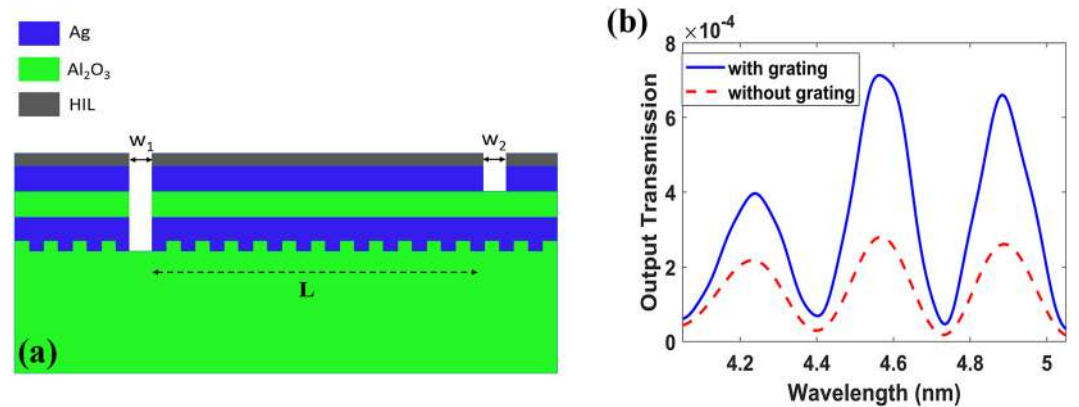 Ag
Al₂O₃
HIL
w₁
w₂
L
(a)
(b)
×10⁻⁴
8
6
4
2
0
Output Transmission
with grating
without grating
4.2
4.4
4.6
4.8
5
Wavelength (nm)